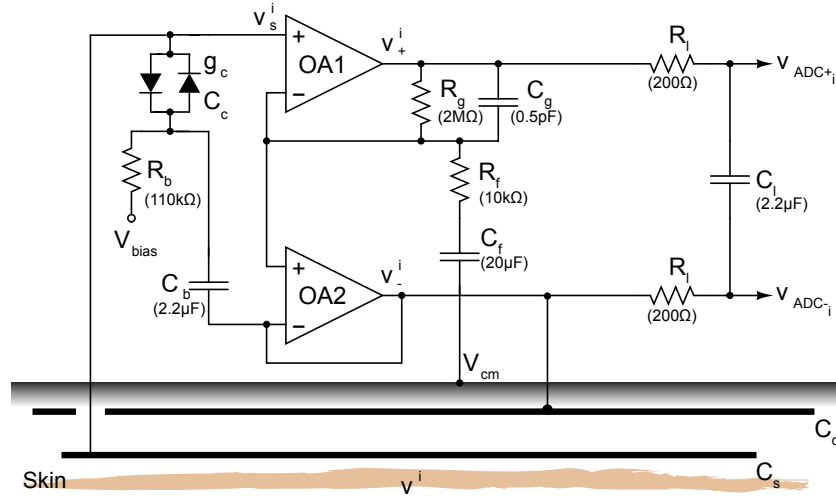 v_s^i
+
OA1
−
v_+^i
g_c
C_c
R_g
(2MΩ)
C_g
(0.5pF)
R_l
(200Ω)
v_ADC+_i
R_b
(110kΩ)
V_bias
R_f
(10kΩ)
C_f
(20µF)
C_l
(2.2µF)
C_b
(2.2µF)
+
OA2
−
v_-^i
R_l
(200Ω)
v_ADC-_i
V_cm
C_d
C_s
Skin
v^i